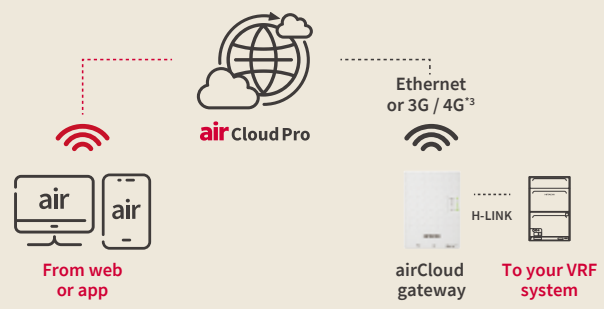 air Cloud Pro
Ethernet
or 3G / 4G*3
air
air
H-LINK
From web
or app
airCloud
gateway
To your VRF
system